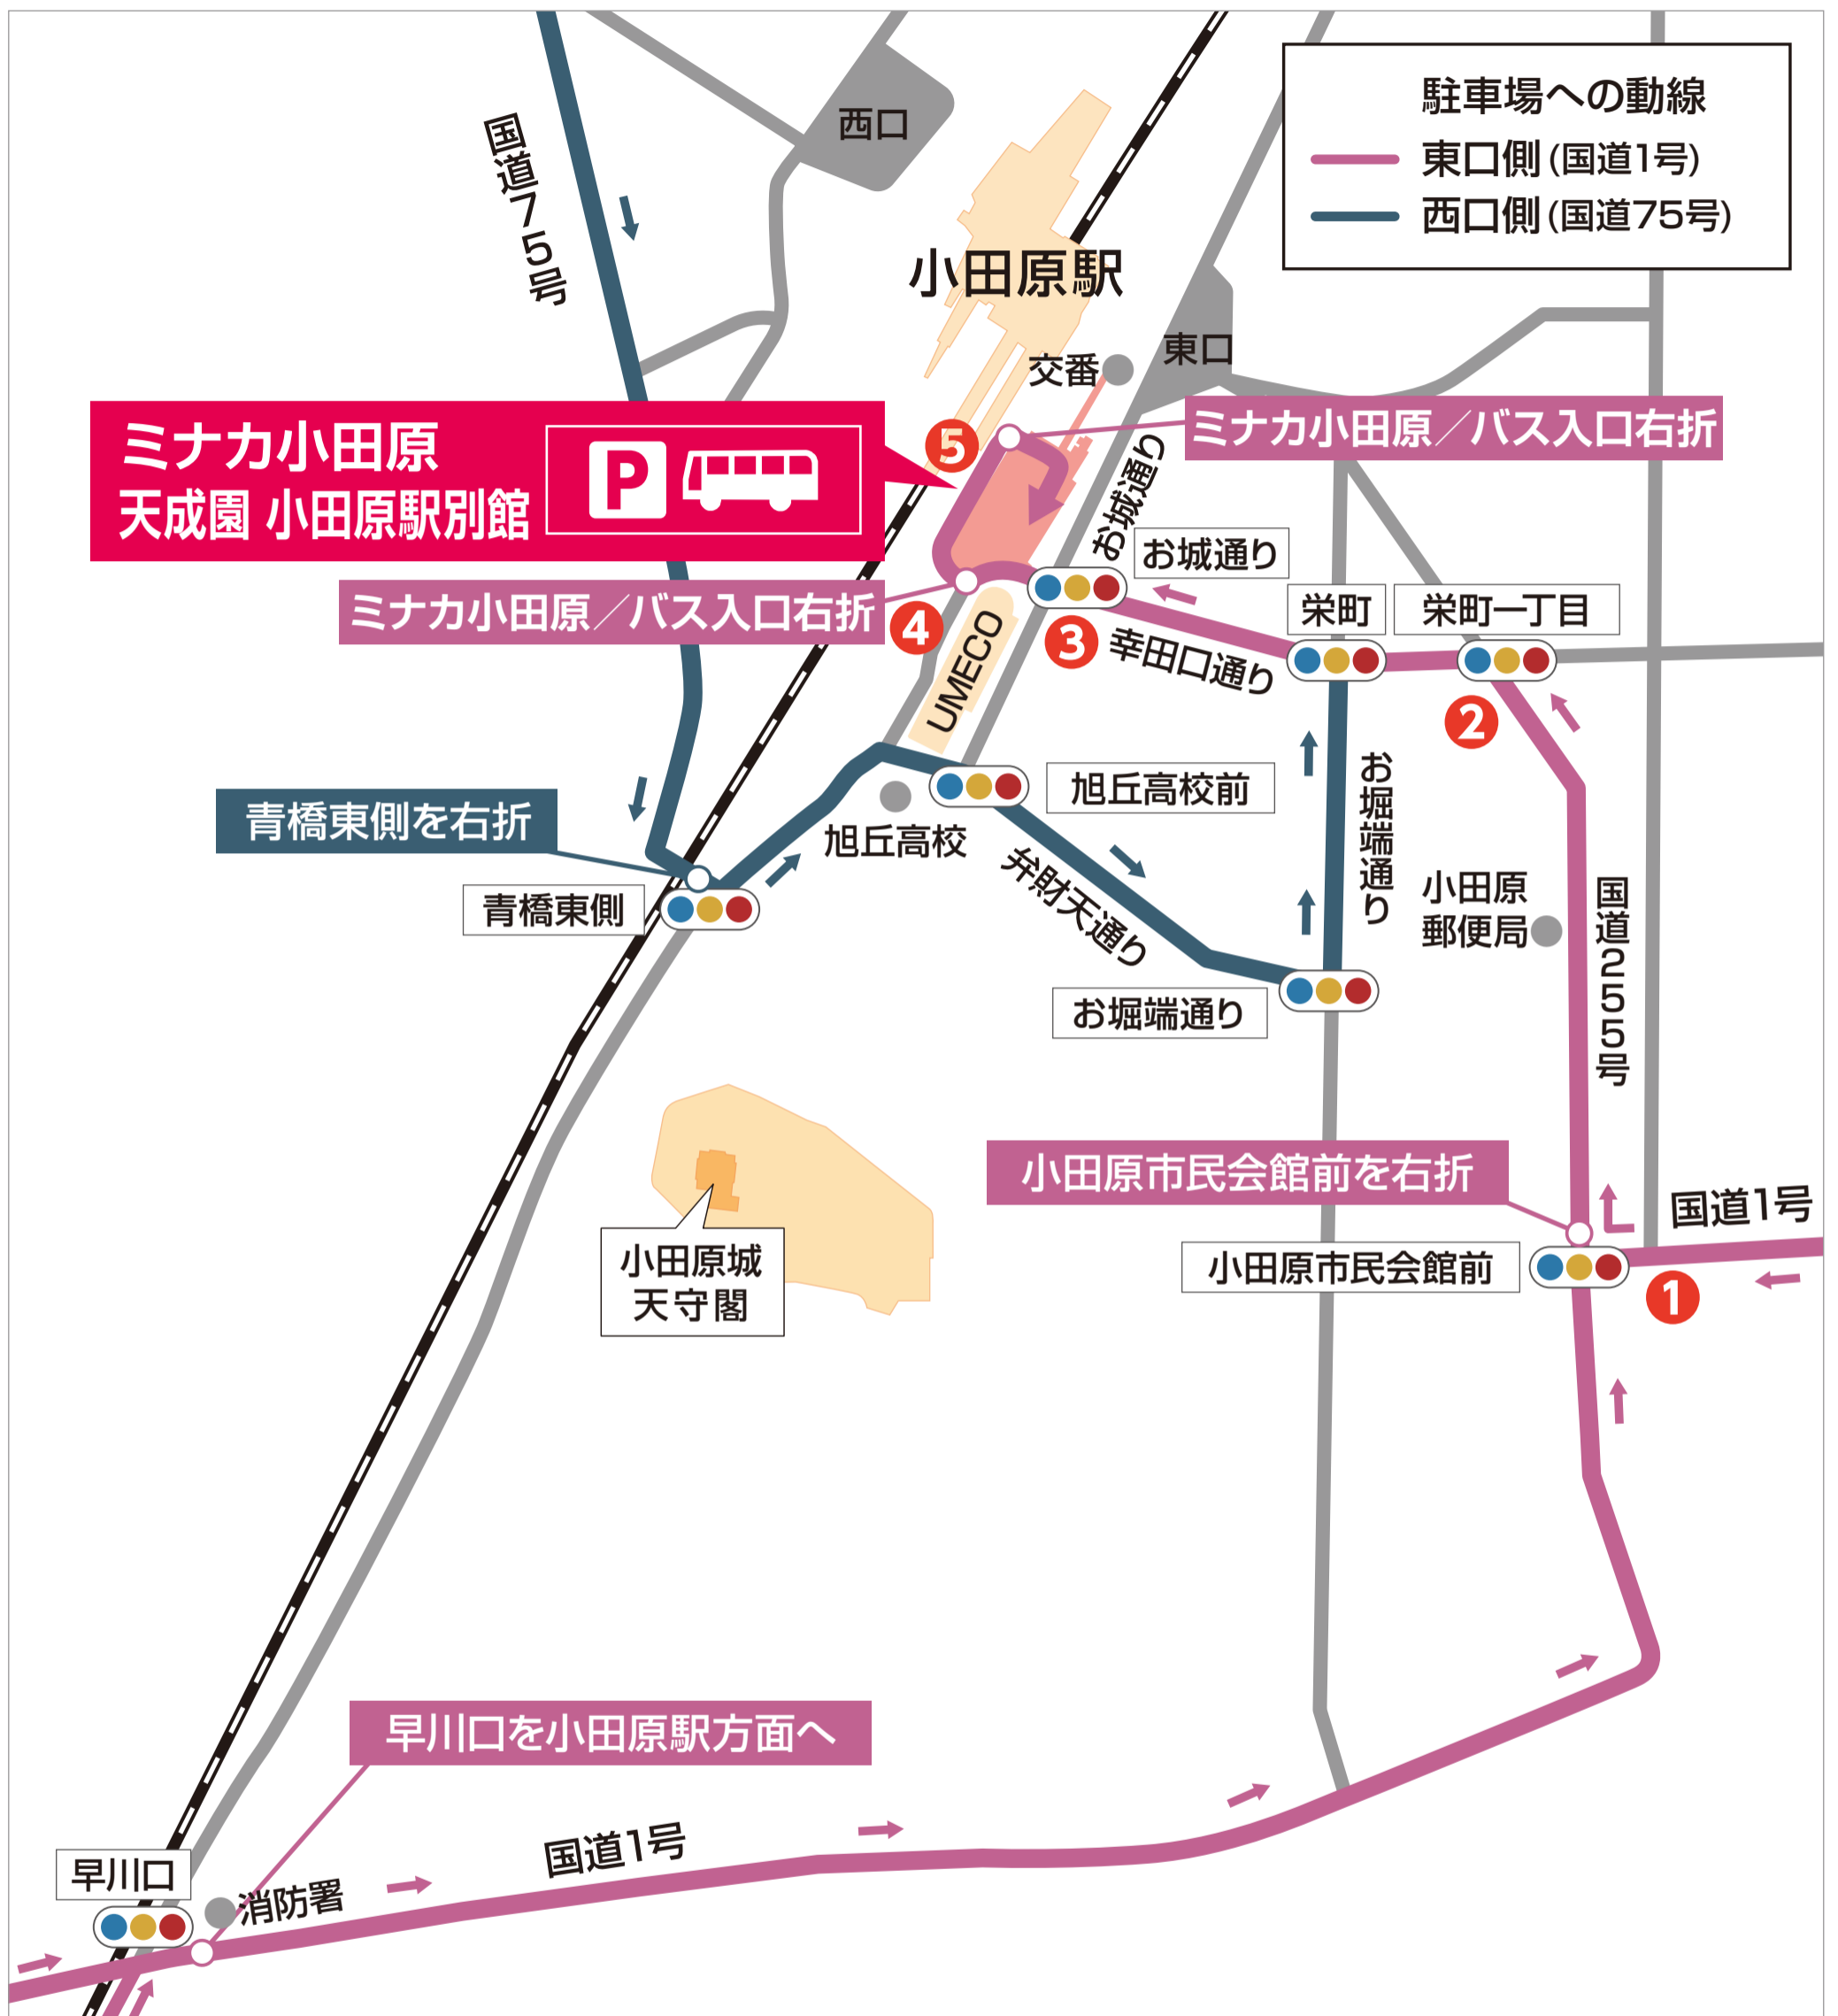 駐車場への動線
東口側(国道1号)
西口側(国道75号)
西口
国道75号
小田原駅
東口
交番
ミナカ小田原
天成園 小田原駅別館
P
5
ミナカ小田原／バス入口右折
お城通り
お城通り
ミナカ小田原／バス入口右折
4
3
UMECO
幸田口通り
栄町
栄町一丁目
2
青橋東側を右折
青橋東側
旭丘高校前
旭丘高校
弁財天通り
お堀端通り
お堀端通り
小田原
郵便局
国道255号
小田原市民会館前を右折
国道1号
小田原市民会館前
1
小田原城
天守閣
早川口を小田原駅方面へ
国道1号
早川口
消防署